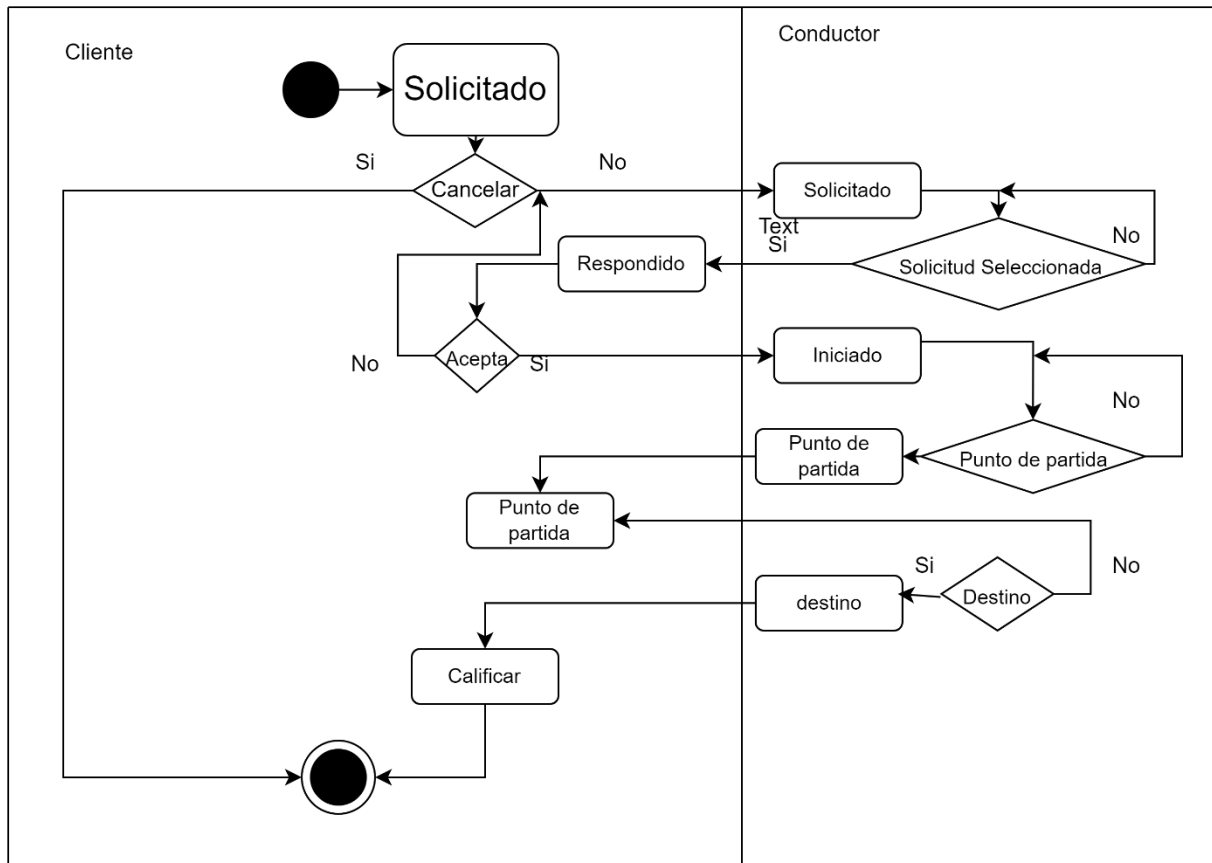 Cliente
Conductor
Solicitado
Si
No
Cancelar
Solicitado
Text
Si
No
Respondido
Solicitud Seleccionada
No
Acepta
Si
Iniciado
No
Punto de
partida
Punto de partida
Punto de
partida
Si
No
destino
Destino
Calificar